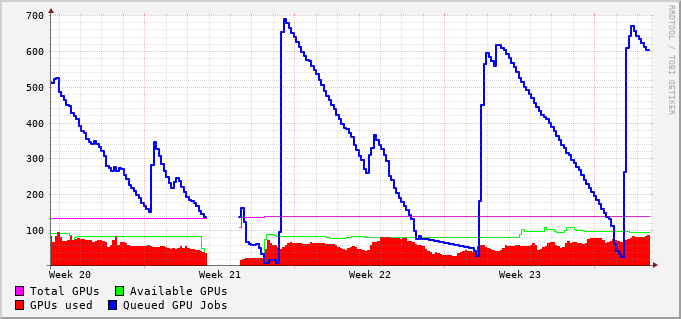 700
600
500
400
300
200
100
Week 20 Week 21 Week 22 Week 23
Total GPUs Available GPUs
GPUs used Queued GPU Jobs
RRDTOOL / TOBI OETIKER